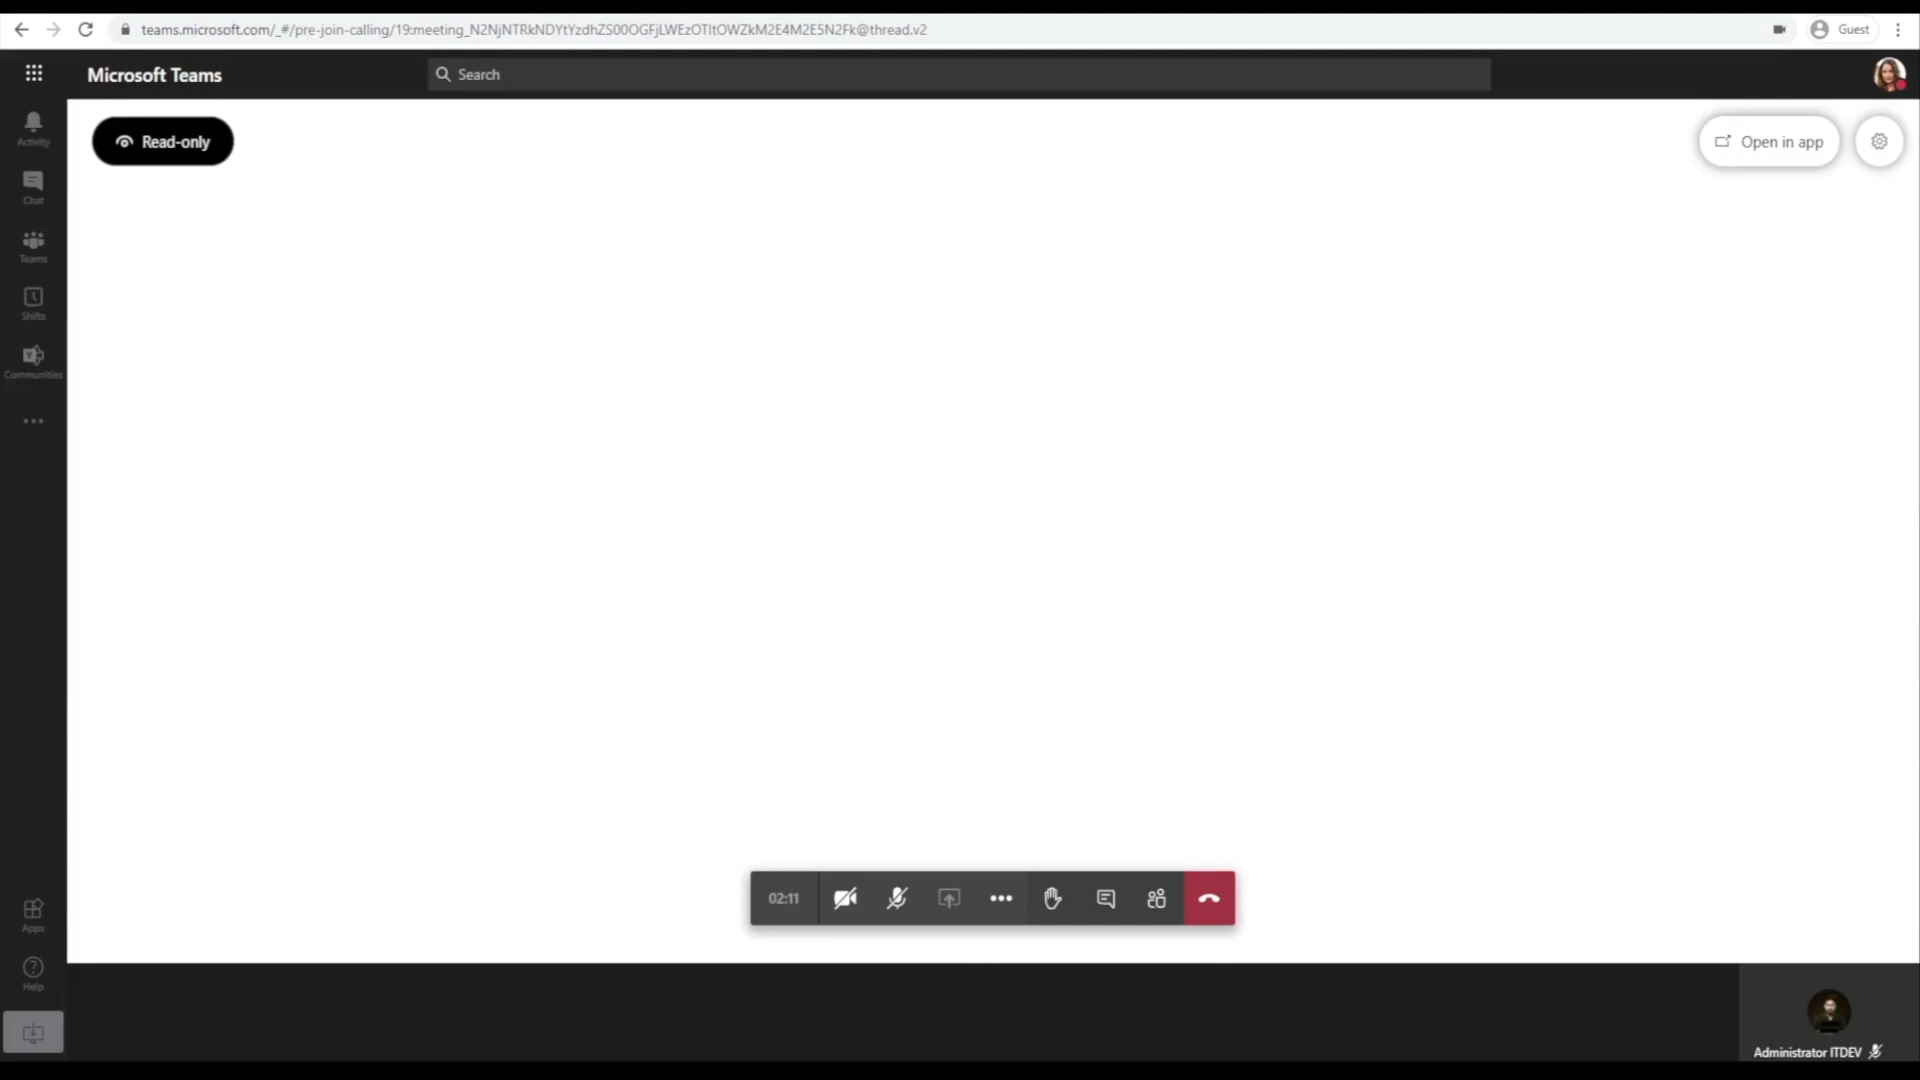 teams.microsoft.com/_#/pre-join-calling/19:meeting_N2NjNTRkNDYtYzdhZS00OGFjLWEzOTItOWZkM2E4M2E5N2Fk@thread.v2
Guest
Microsoft Teams
Search
Activity
Chat
Teams
Shifts
Communities
Read-only
Open in app
02:11
Apps
Help
Administrator ITDEV